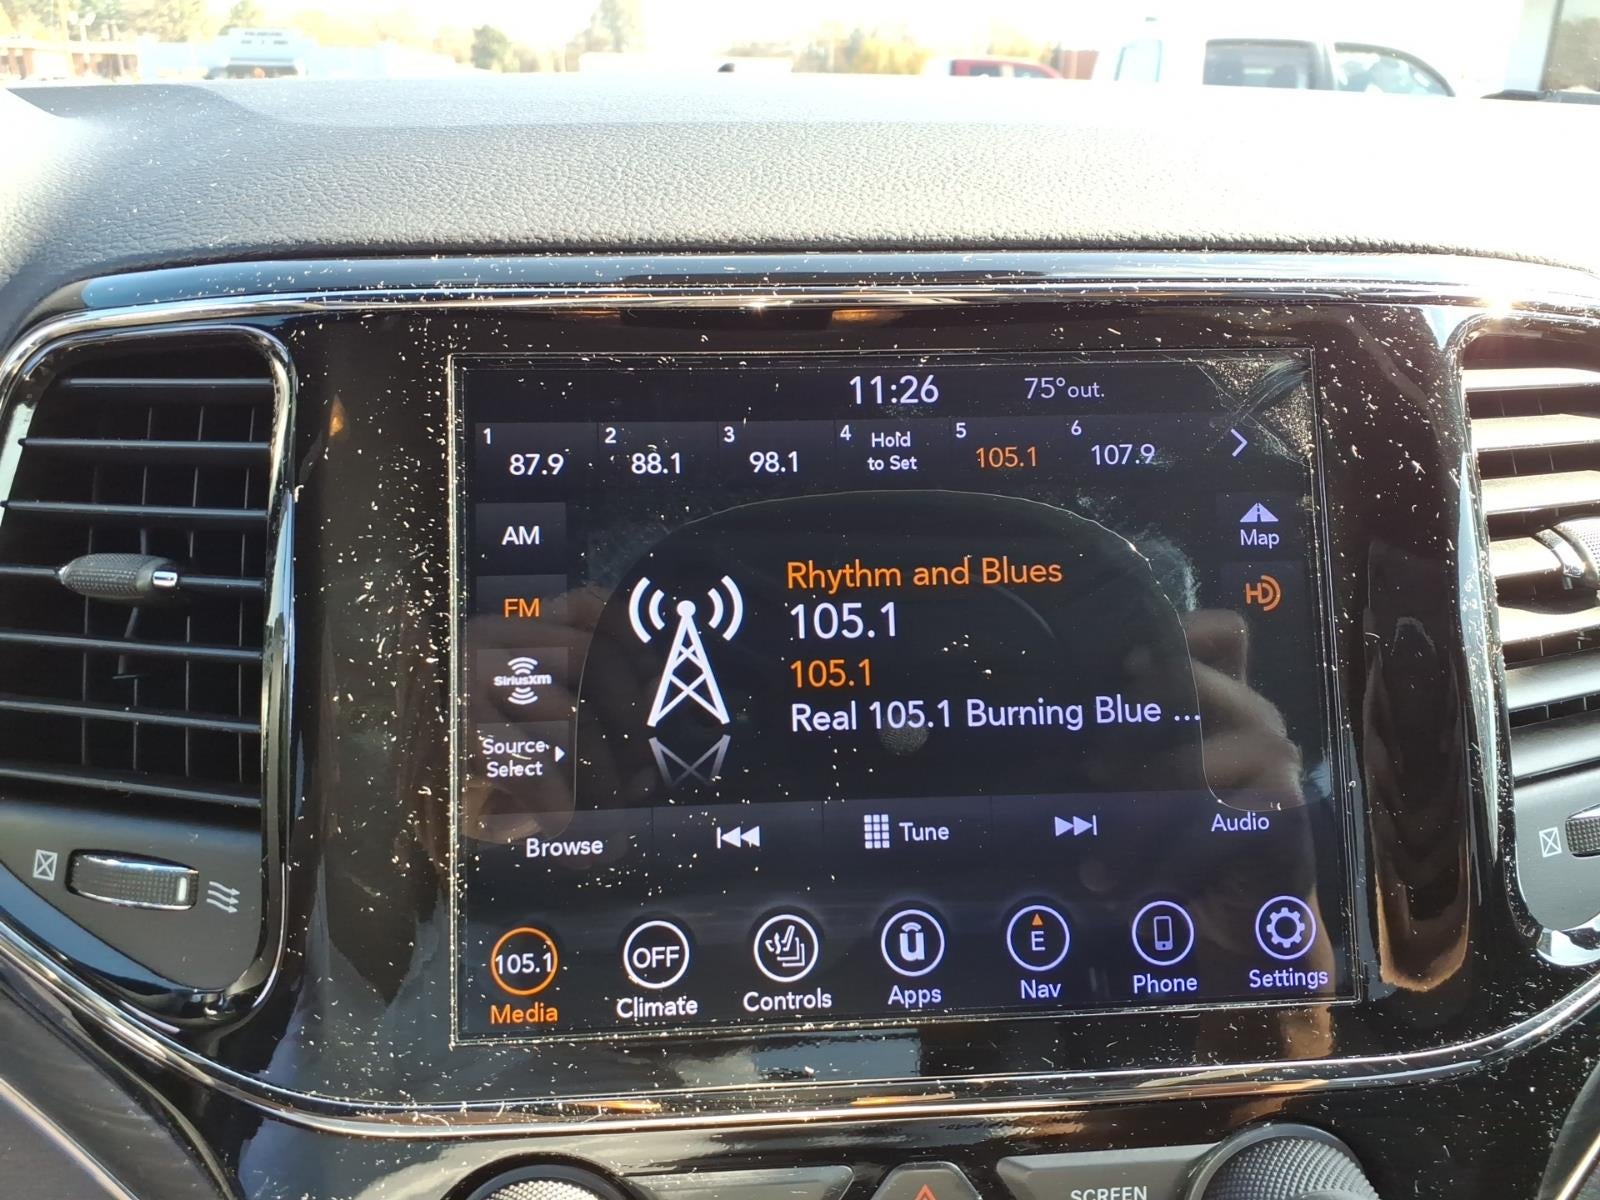 11:26 75°out.
1 87.9 2 88.1 3 98.1 4 Hold to Set 5 105.1 6 107.9
AM
Map
FM
HD
Rhythm and Blues
105.1
105.1
Real 105.1 Burning Blue ...
SiriusXM
Source
Select
Browse Tune Audio
105.1 OFF E
Media Climate Controls Apps Nav Phone Settings
SCREEN